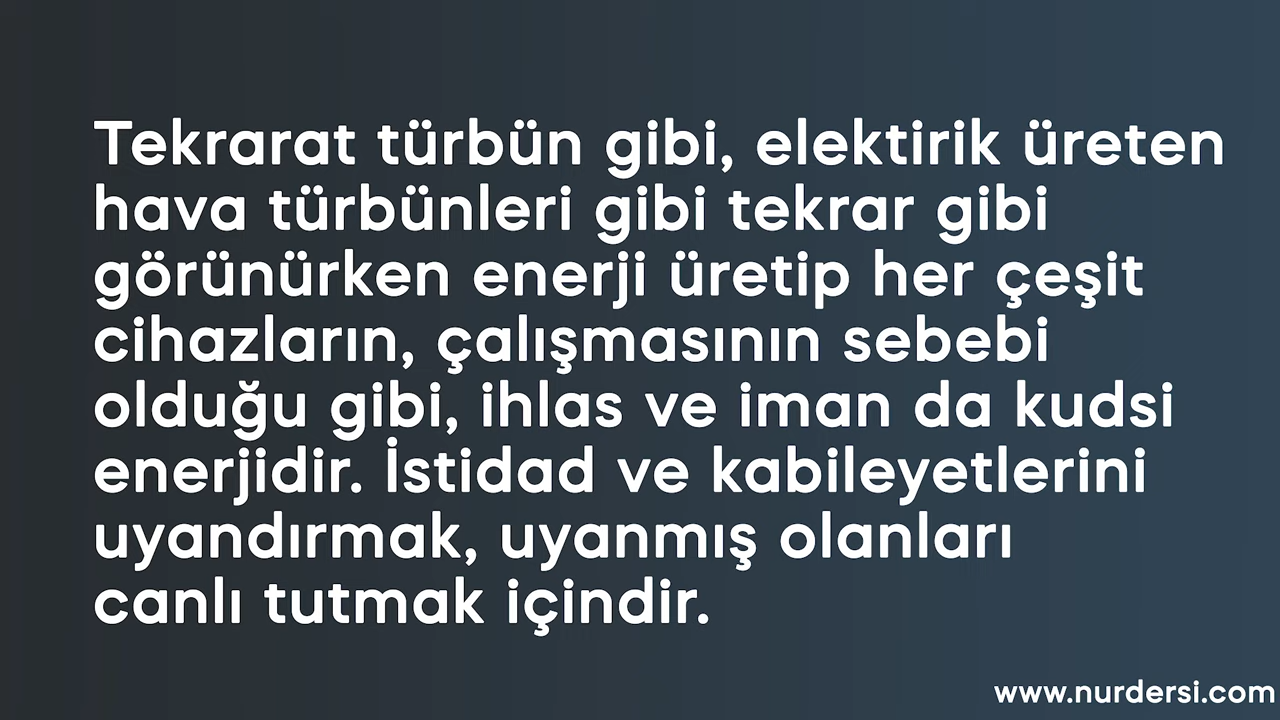 Tekrarat türbün gibi, elektirik üreten
hava türbünleri gibi tekrar gibi
görünürken enerji üretip her çeşit
cihazların, çalışmasının sebebi
olduğu gibi, ihlas ve iman da kudsi
enerjidir. İstidad ve kabileyetlerini
uyandırmak, uyanmış olanları
canlı tutmak içindir.
www.nurdersi.com